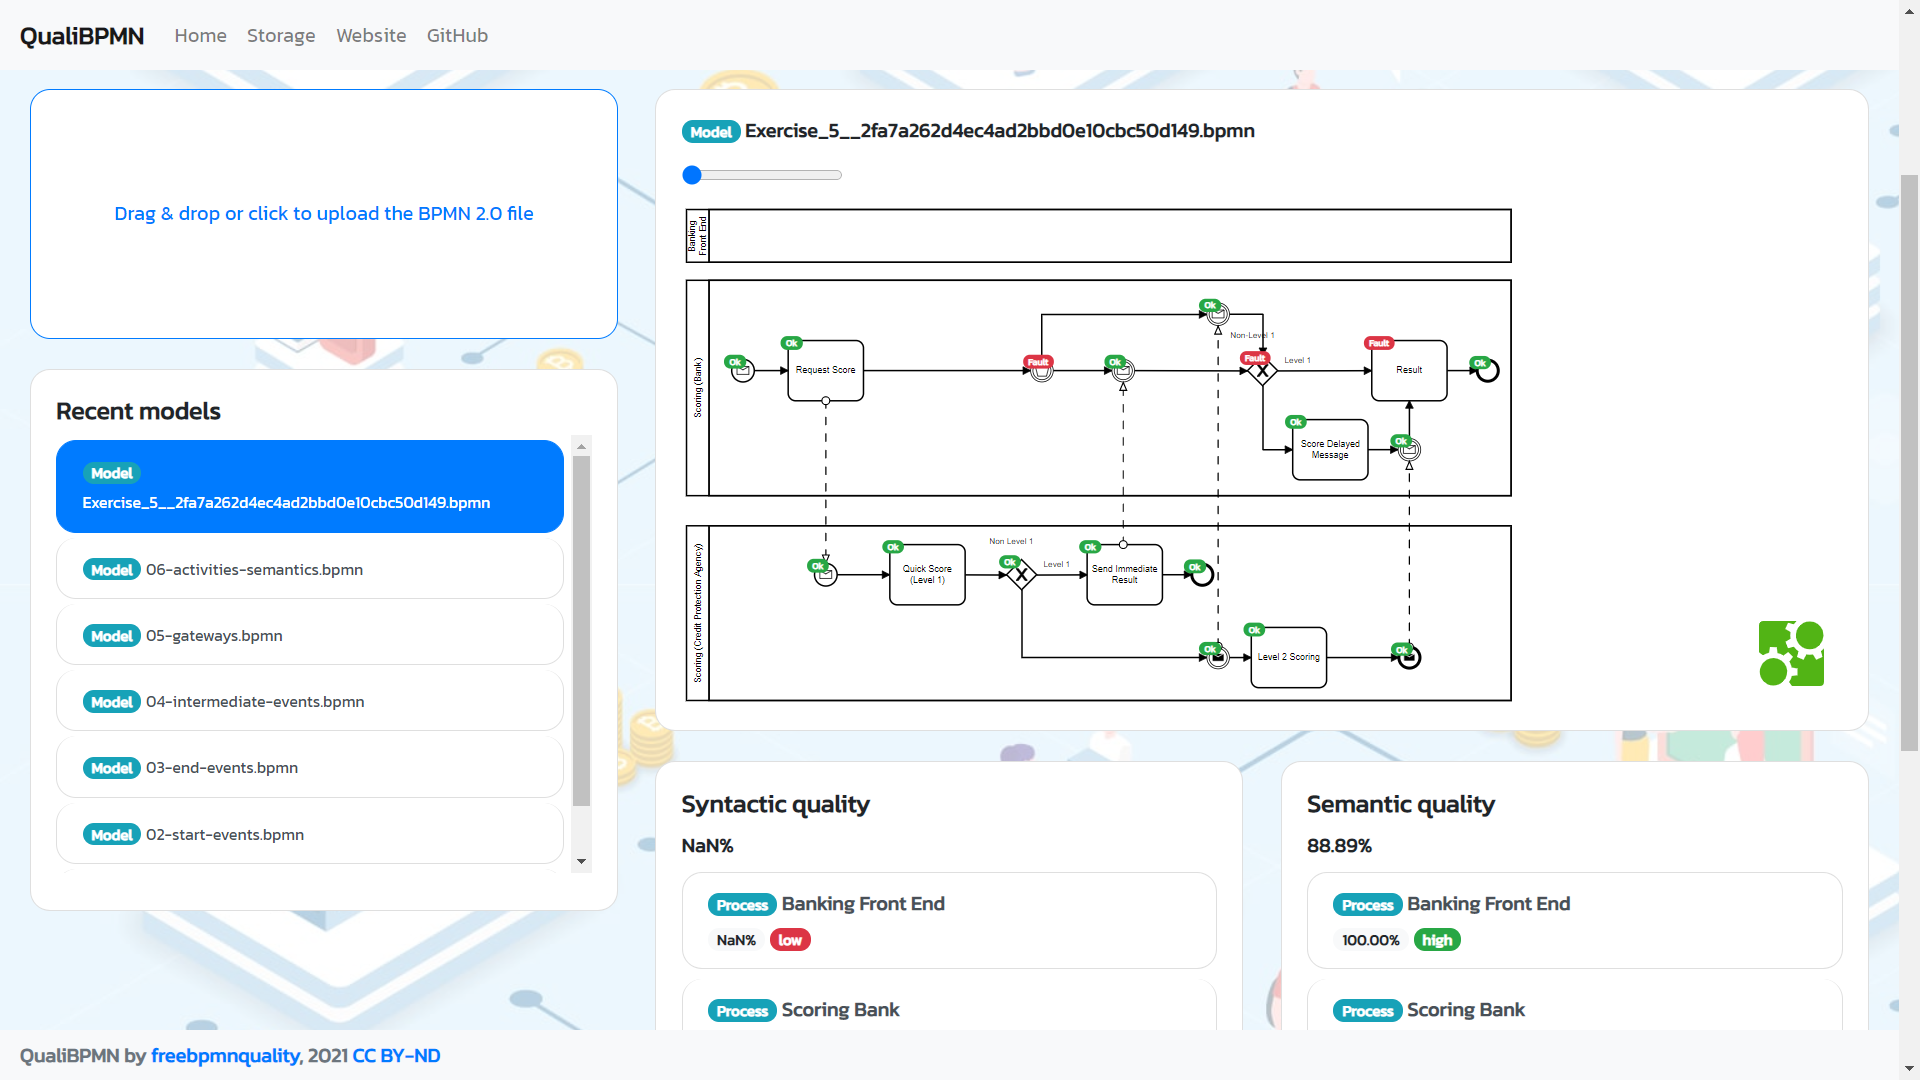 QualiBPMN Home Storage Website GitHub
Drag & drop or click to upload the BPMN 2.0 file
Recent models
Model
Exercise_5__2fa7a262d4ec4ad2bbd0e10cbc50d149.bpmn
Model 06-activities-semantics.bpmn
Model 05-gateways.bpmn
Model 04-intermediate-events.bpmn
Model 03-end-events.bpmn
Model 02-start-events.bpmn
Model Exercise_5__2fa7a262d4ec4ad2bbd0e10cbc50d149.bpmn
Banking
Front End
Scoring (Bank)
Ok
Ok
Request Score
Fault
Ok
Ok
Non-Level 1
Fault
Level 1
Fault
Result
Ok
Ok
Score Delayed
Message
Ok
Scoring (Credit Protection Agency)
Ok
Ok
Quick Score
(Level 1)
Non Level 1
Ok
Level 1
Ok
Send Immediate
Result
Ok
Ok
Ok
Level 2 Scoring
Ok
Syntactic quality
NaN%
Process Banking Front End
NaN% low
Process Scoring Bank
Semantic quality
88.89%
Process Banking Front End
100.00% high
Process Scoring Bank
QualiBPMN by freebpmnquality, 2021 CC BY-ND